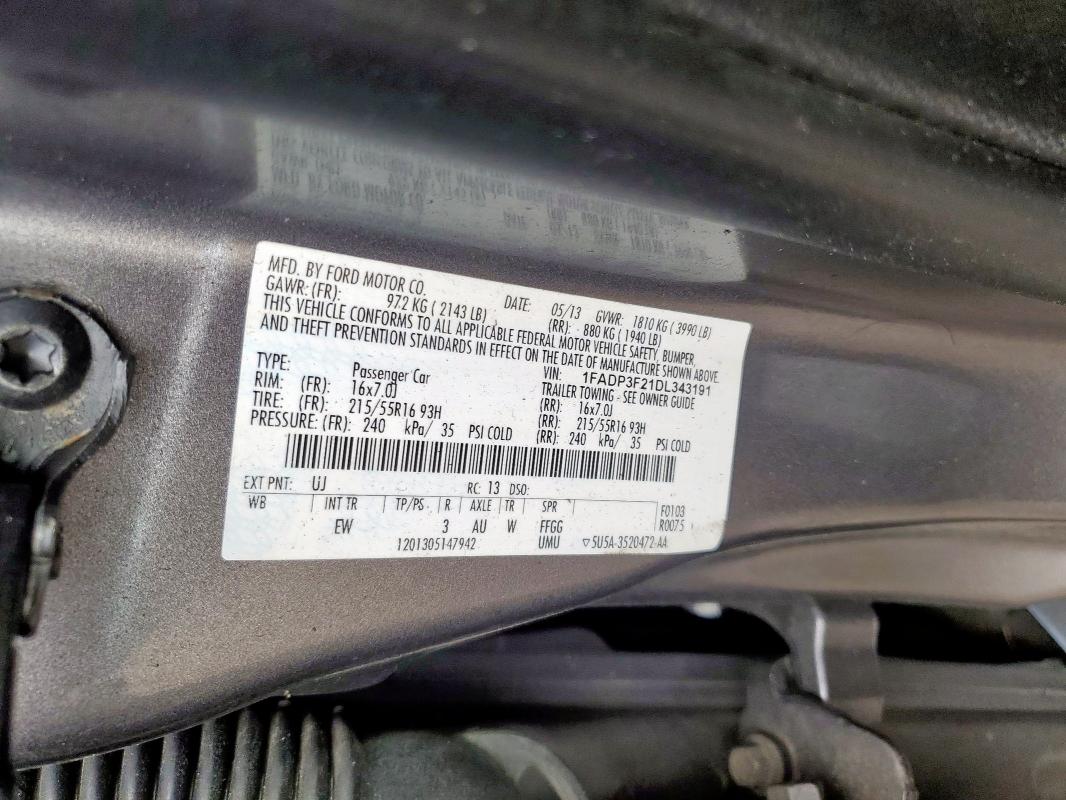 MFD. BY FORD MOTOR CO. DATE: 05/13 GVWR: 1810 KG ( 3990 LB)
GAWR: (FR): 972 KG ( 2143 LB) (RR): 880 KG ( 1940 LB)
THIS VEHICLE CONFORMS TO ALL APPLICABLE FEDERAL MOTOR VEHICLE SAFETY, BUMPER,
AND THEFT PREVENTION STANDARDS IN EFFECT ON THE DATE OF MANUFACTURE SHOWN ABOVE.
VIN: 1FADP3F21DL343191
TYPE: Passenger Car TRAILER TOWING - SEE OWNER GUIDE
RIM: (FR): 16x7.0J (RR): 16x7.0J
TIRE: (FR): 215/55R16 93H (RR): 215/55R16 93H
PRESSURE: (FR): 240 kPa/ 35 PSI COLD (RR): 240 kPa/ 35 PSI COLD
EXT PNT: UJ RC: 13 DSO:
WB INT TR TP/PS R AXLE TR SPR F0103
EW 3 AU W FFGG R0075
1201305147942 UMU ▽5U5A-3520472-AA